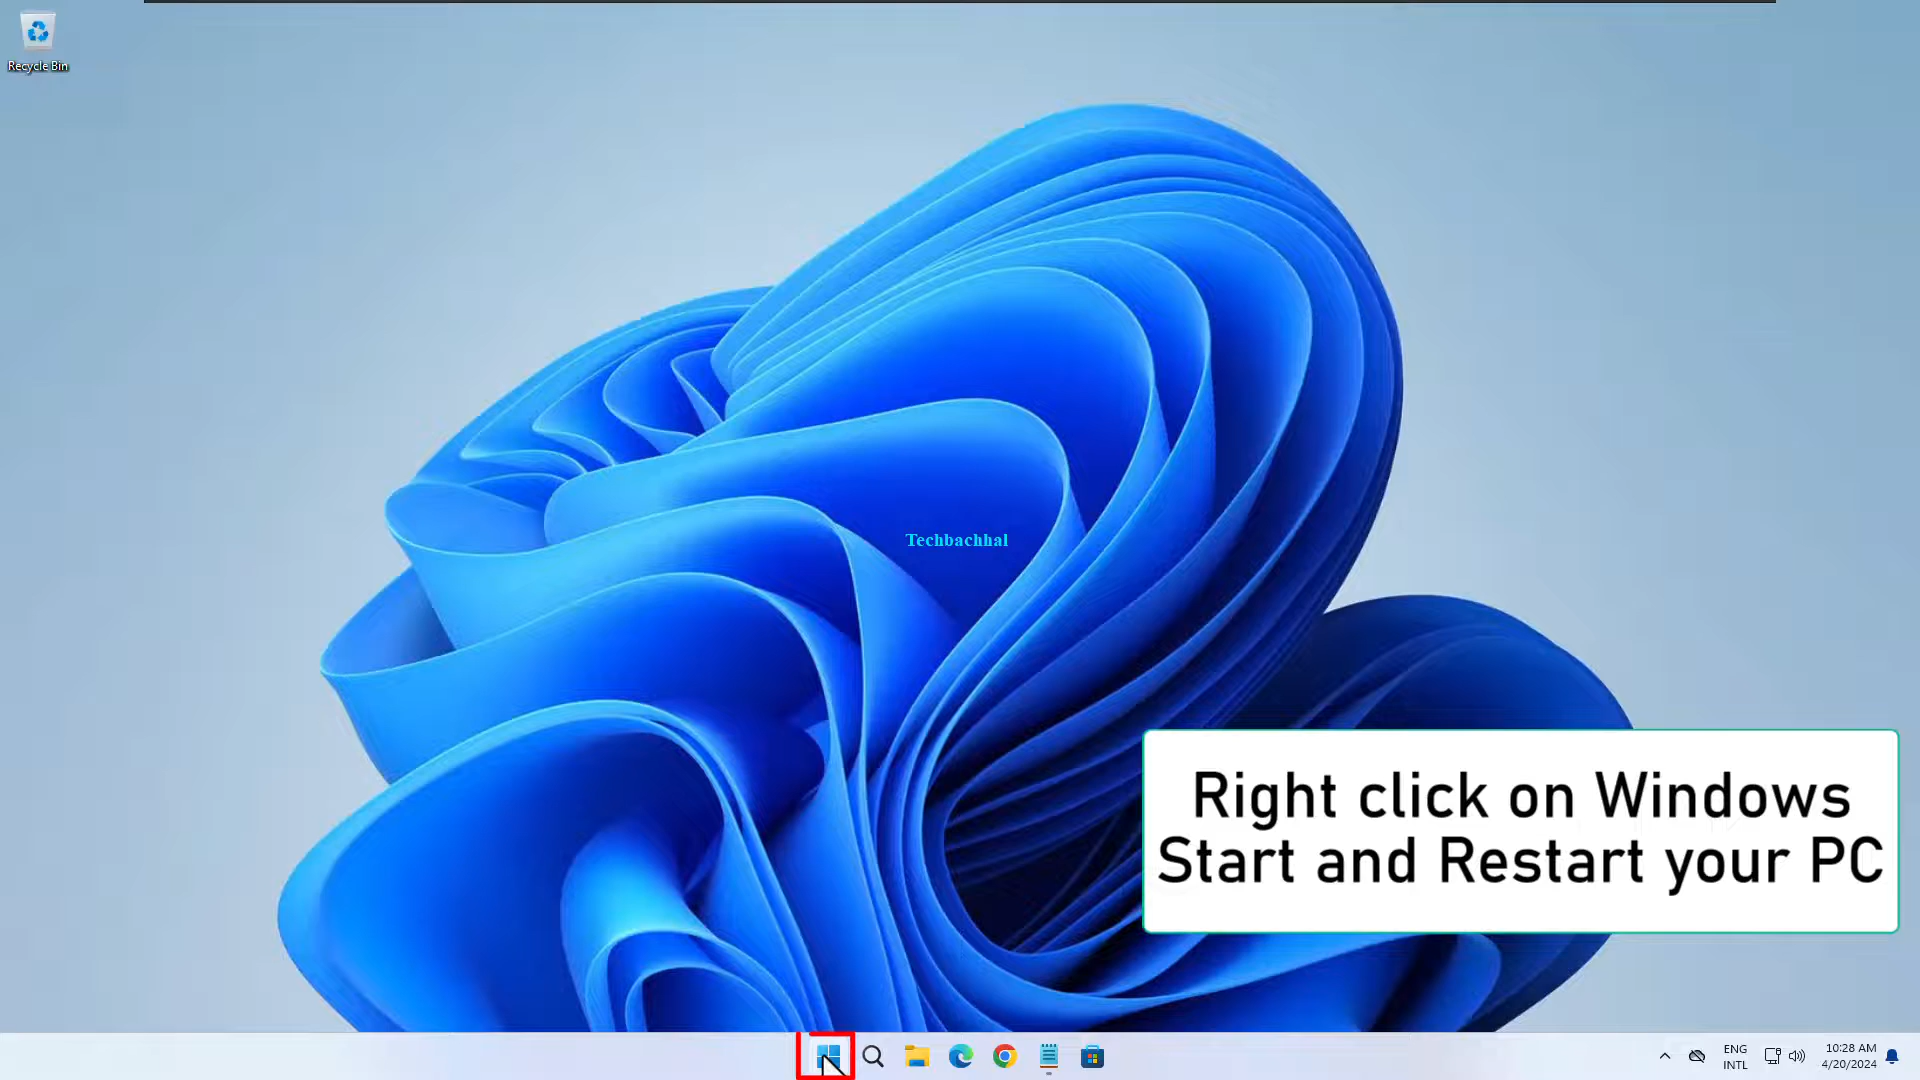 Recycle Bin
Techbachhal
Right click on Windows
Start and Restart your PC
ENG
INTL
10:28 AM
4/20/2024